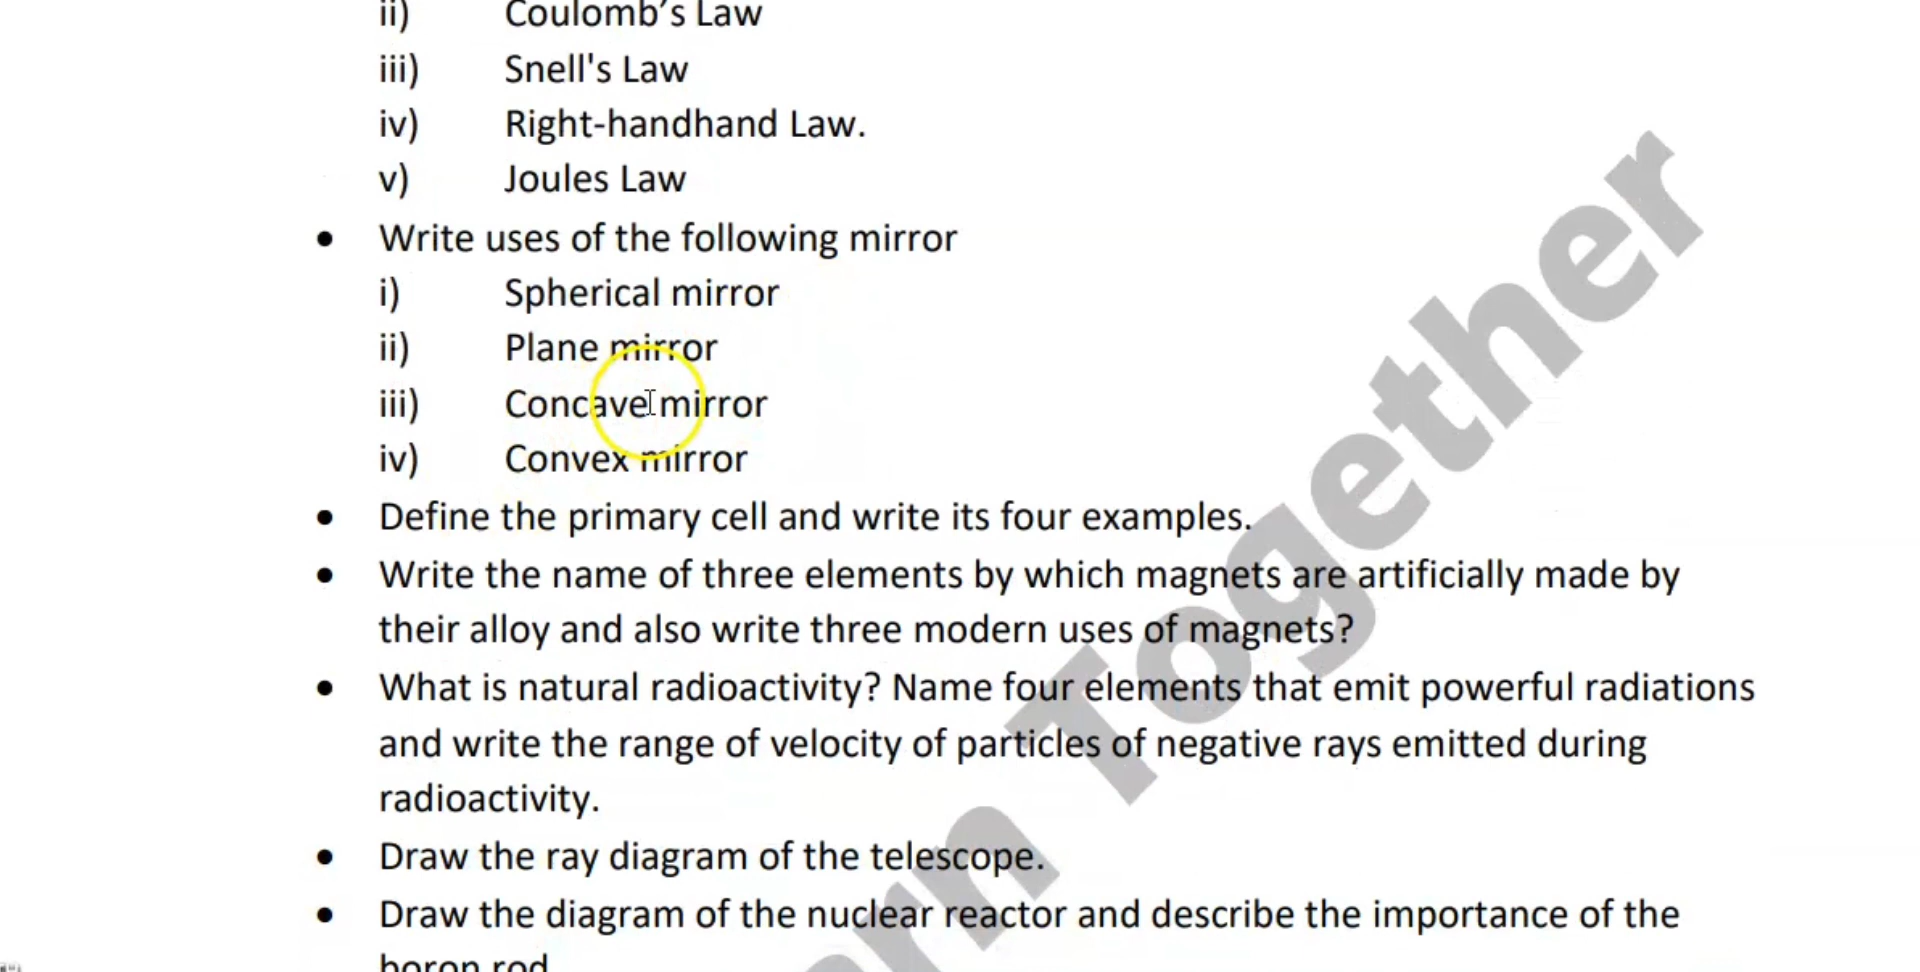 ii) Coulomb’s Law
iii) Snell's Law
iv) Right-handhand Law.
v) Joules Law
• Write uses of the following mirror
i) Spherical mirror
ii) Plane mirror
iii) Concave mirror
iv) Convex mirror
• Define the primary cell and write its four examples.
• Write the name of three elements by which magnets are artificially made by
their alloy and also write three modern uses of magnets?
• What is natural radioactivity? Name four elements that emit powerful radiations
and write the range of velocity of particles of negative rays emitted during
radioactivity.
• Draw the ray diagram of the telescope.
• Draw the diagram of the nuclear reactor and describe the importance of the
boron rod
Together